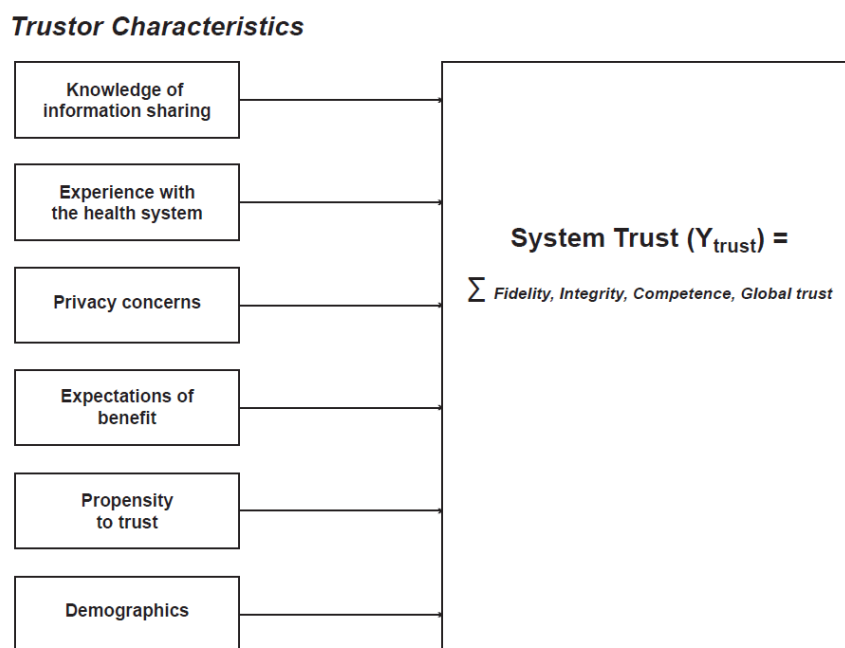 Trustor Characteristics
Knowledge of
information sharing
Experience with
the health system
Privacy concerns
Expectations of
benefit
Propensity
to trust
Demographics
System Trust (Y_trust) =
∑ Fidelity, Integrity, Competence, Global trust